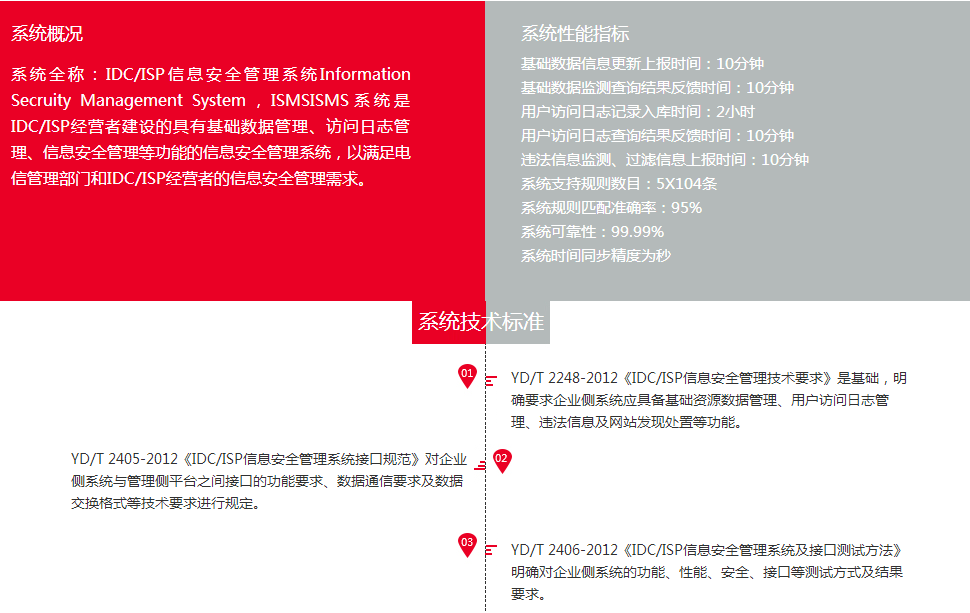 系统概况
系统全称：IDC/ISP信息安全管理系统Information
Secruity Management System，ISMSISMS系统是
IDC/ISP经营者建设的具有基础数据管理、访问日志管
理、信息安全管理等功能的信息安全管理系统，以满足电
信管理部门和IDC/ISP经营者的信息安全管理需求。
系统性能指标
基础数据信息更新上报时间：10分钟
基础数据监测查询结果反馈时间：10分钟
用户访问日志记录入库时间：2小时
用户访问日志查询结果反馈时间：10分钟
违法信息监测、过滤信息上报时间：10分钟
系统支持规则数目：5X104条
系统规则匹配准确率：95%
系统可靠性：99.99%
系统时间同步精度为秒
系统技术标准
01
YD/T 2248-2012《IDC/ISP信息安全管理技术要求》是基础，明
确要求企业侧系统应具备基础资源数据管理、用户访问日志管
理、违法信息及网站发现处置等功能。
02
YD/T 2405-2012《IDC/ISP信息安全管理系统接口规范》对企业
侧系统与管理侧平台之间接口的功能要求、数据通信要求及数据
交换格式等技术要求进行规定。
03
YD/T 2406-2012《IDC/ISP信息安全管理系统及接口测试方法》
明确对企业侧系统的功能、性能、安全、接口等测试方式及结果
要求。